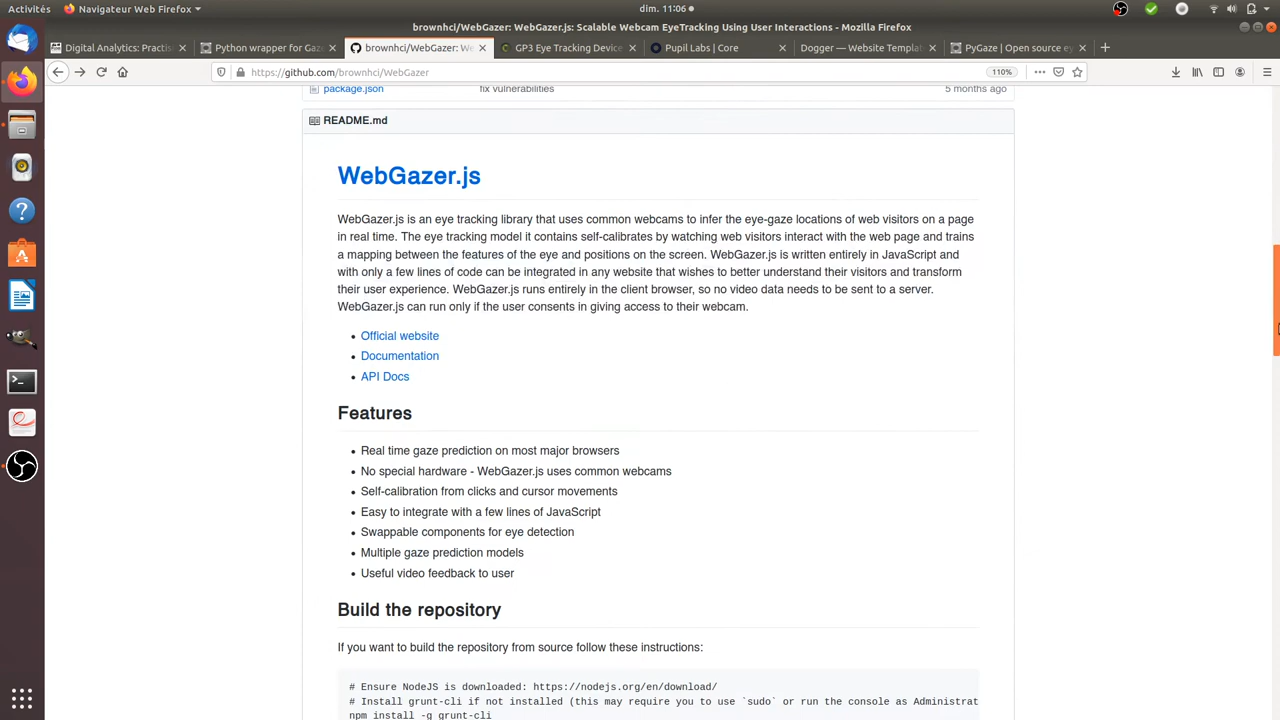 Activités
Navigateur Web Firefox
dim. 11∶06
brownhci/WebGazer: WebGazer.js: Scalable Webcam EyeTracking Using User Interactions - Mozilla Firefox
Digital Analytics: Practis
Python wrapper for Gaz
brownhci/WebGazer: We
GP3 Eye Tracking Device
Pupil Labs | Core
Dogger — Website Templat
PyGaze | Open source ey
https://github.com/brownhci/WebGazer
110%
package.json
fix vulnerabilities
5 months ago
README.md
WebGazer.js
WebGazer.js is an eye tracking library that uses common webcams to infer the eye-gaze locations of web visitors on a page
in real time. The eye tracking model it contains self-calibrates by watching web visitors interact with the web page and trains
a mapping between the features of the eye and positions on the screen. WebGazer.js is written entirely in JavaScript and
with only a few lines of code can be integrated in any website that wishes to better understand their visitors and transform
their user experience. WebGazer.js runs entirely in the client browser, so no video data needs to be sent to a server.
WebGazer.js can run only if the user consents in giving access to their webcam.
• Official website
• Documentation
• API Docs
Features
• Real time gaze prediction on most major browsers
• No special hardware - WebGazer.js uses common webcams
• Self-calibration from clicks and cursor movements
• Easy to integrate with a few lines of JavaScript
• Swappable components for eye detection
• Multiple gaze prediction models
• Useful video feedback to user
Build the repository
If you want to build the repository from source follow these instructions:
# Ensure NodeJS is downloaded: https://nodejs.org/en/download/
# Install grunt-cli if not installed (this may require you to use `sudo` or run the console as Administrat
npm install -g grunt-cli